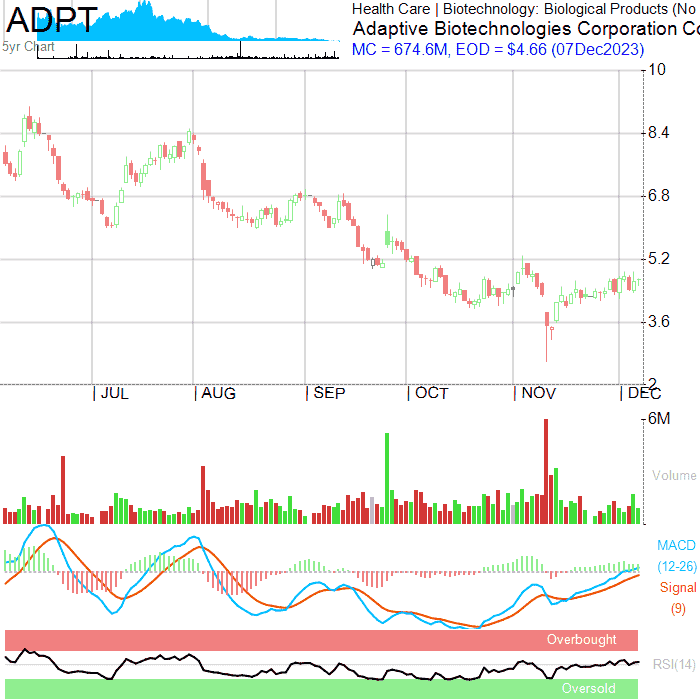 ADPT
5yr Chart
Health Care | Biotechnology: Biological Products (No
Adaptive Biotechnologies Corporation Co
MC = 674.6M, EOD = $4.66 (07Dec2023)
10
8.4
6.8
5.2
3.6
2
JUL AUG SEP OCT NOV DEC
6M
Volume
MACD
(12-26)
Signal
(9)
Overbought
RSI(14)
Oversold